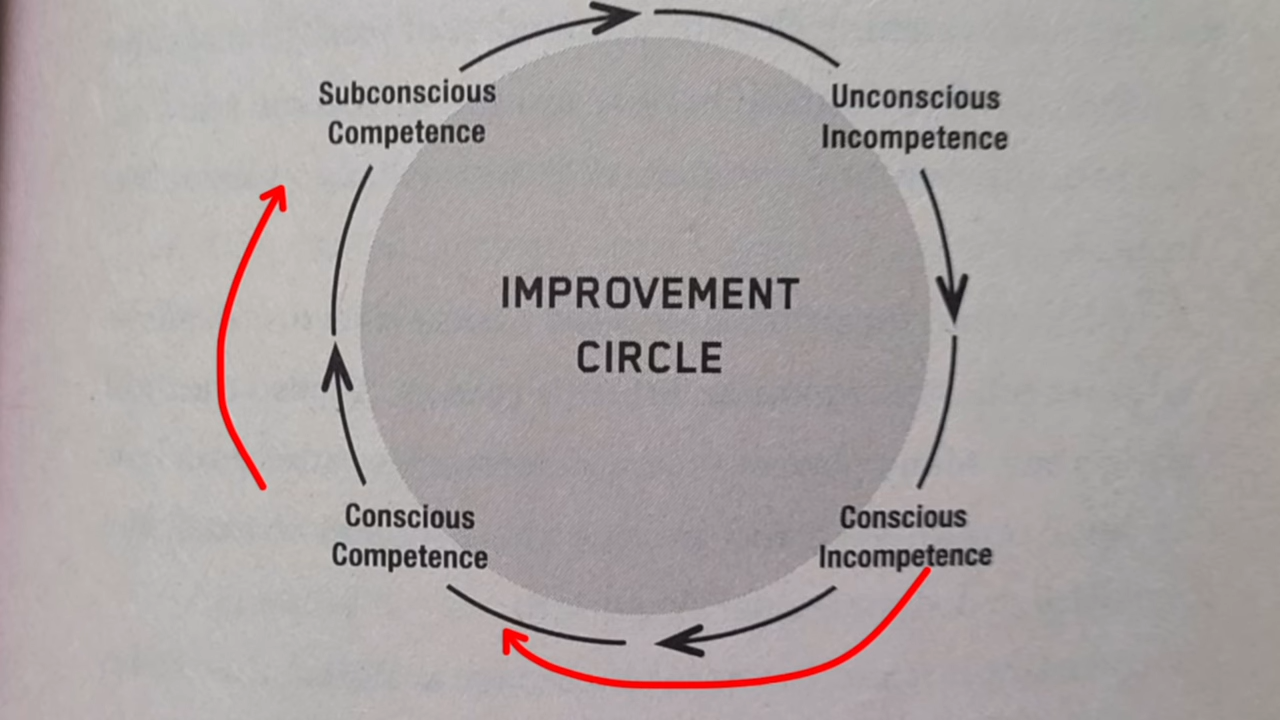 Subconscious
Competence
Unconscious
Incompetence
IMPROVEMENT
CIRCLE
Conscious
Competence
Conscious
Incompetence